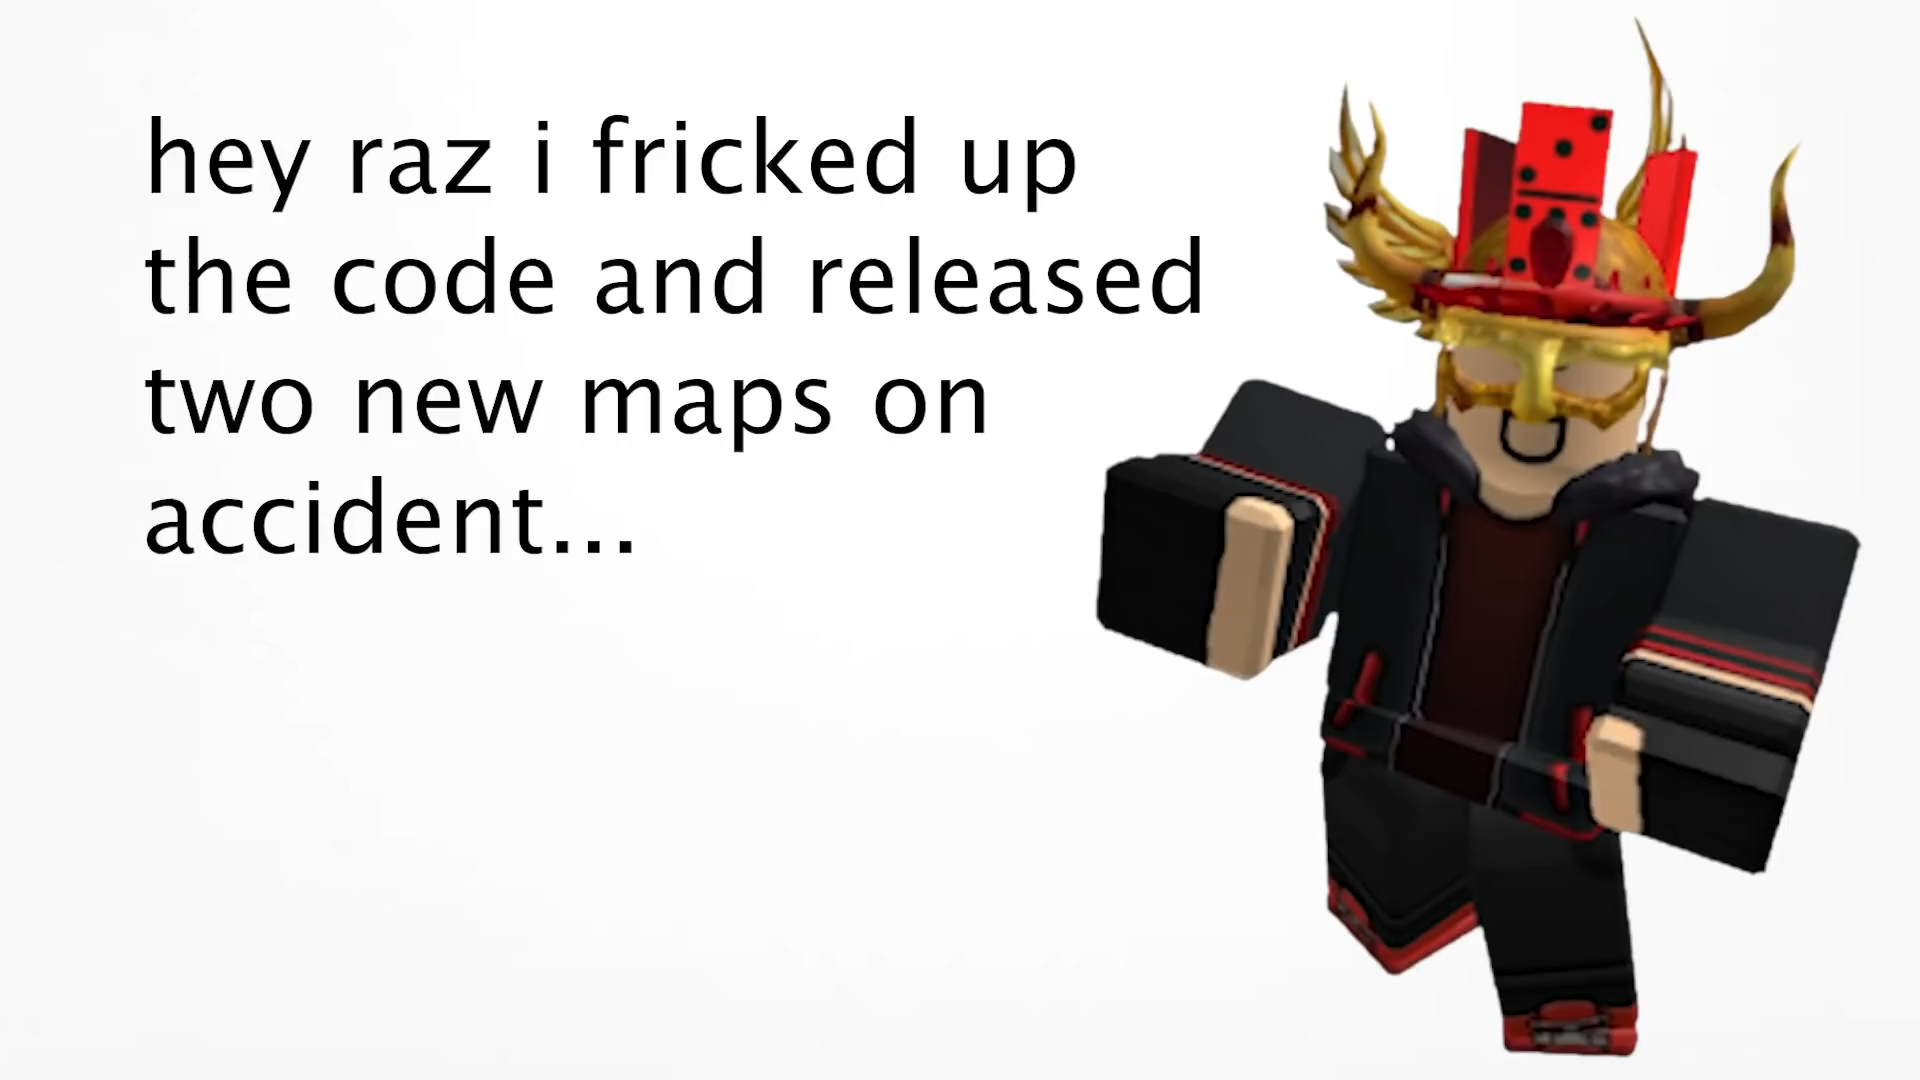 hey raz i fricked up
the code and released
two new maps on
accident...